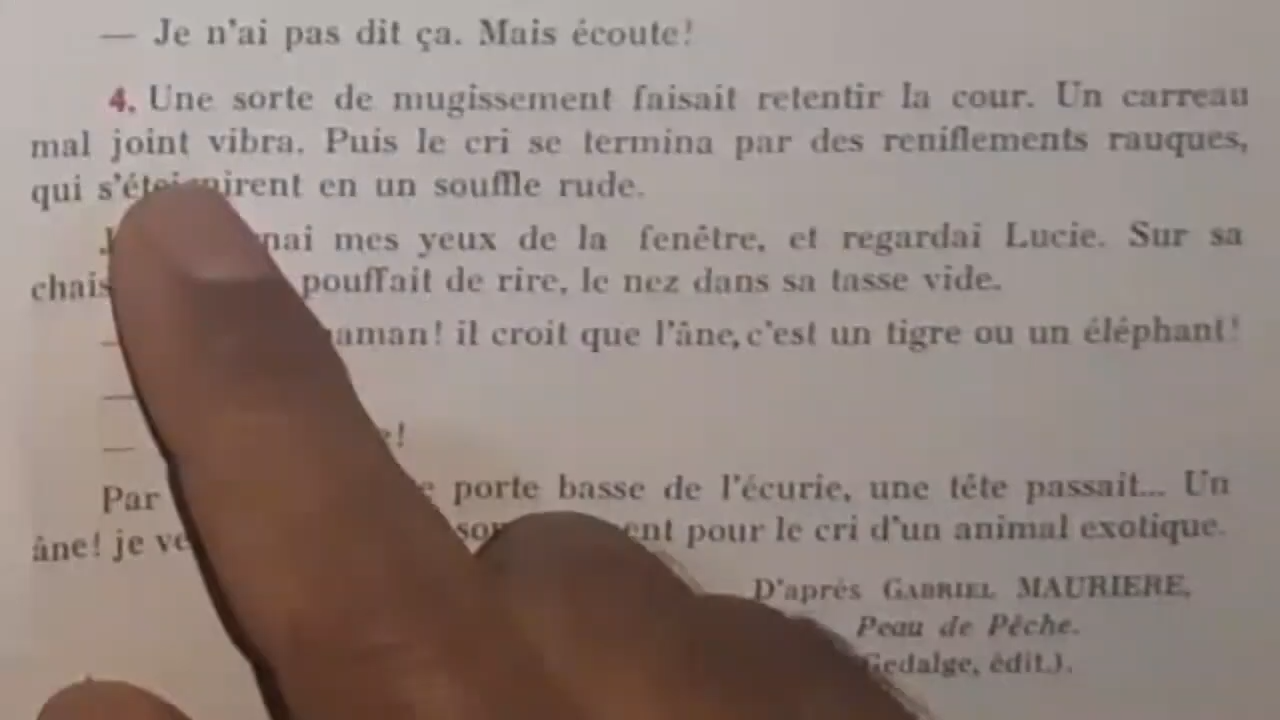 — Je n'ai pas dit ça. Mais écoute!
4. Une sorte de mugissement faisait retentir la cour. Un carreau
mal joint vibra. Puis le cri se termina par des reniflements rauques,
qui s'éteignirent en un souffle rude.
mes yeux de la fenêtre, et regardai Lucie. Sur sa
pouffait de rire, le nez dans sa tasse vide.
— il croit que l'âne, c'est un tigre ou un éléphant!
—
— !
Par porte basse de l'écurie, une tête passait... Un
âne! je pour le cri d'un animal exotique.
D'après GABRIEL MAURIERE,
Peau de Pêche.
Gedalge, édit.).